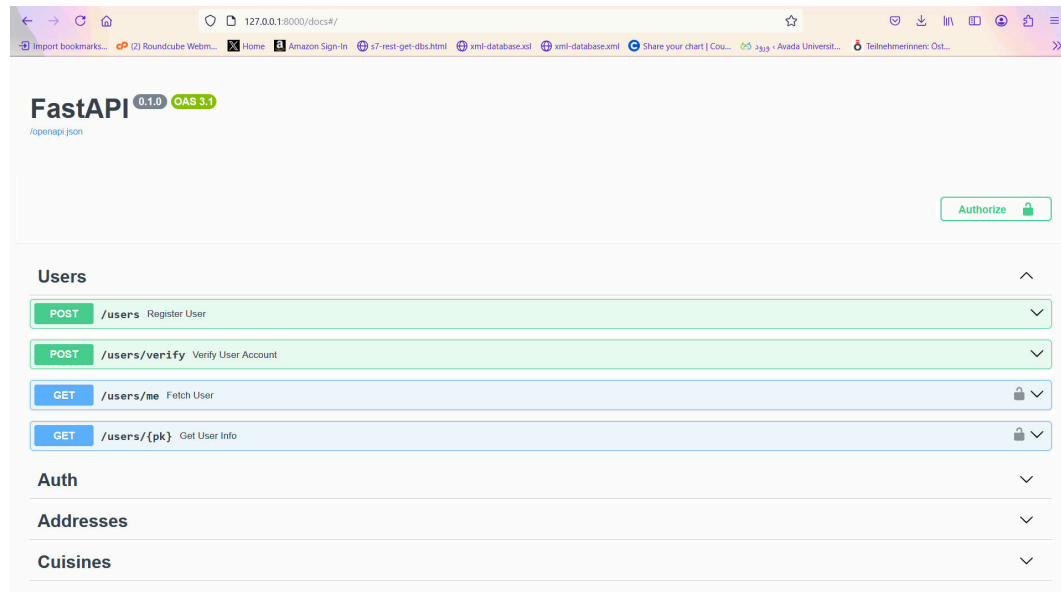 127.0.0.1:8000/docs#/
Import bookmarks... (2) Roundcube Webm... Home Amazon Sign-In s7-rest-get-dbs.html xml-database.xsl xml-database.xml Share your chart | Cou... ورود ‹ Avada Universit... Teilnehmerinnen: Öst...
FastAPI 0.1.0 OAS 3.1
/openapi.json
Authorize
Users
POST /users Register User
POST /users/verify Verify User Account
GET /users/me Fetch User
GET /users/{pk} Get User Info
Auth
Addresses
Cuisines